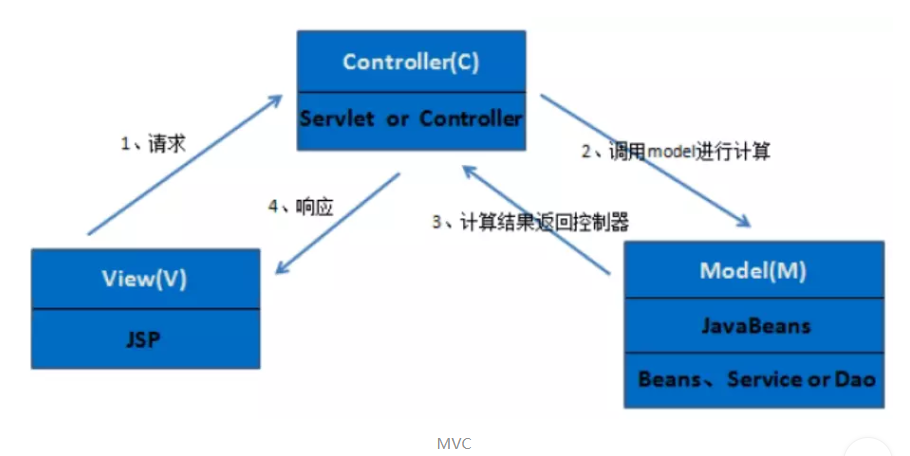 Controller(C)
Servlet or Controller
1、请求
2、调用model进行计算
4、响应
3、计算结果返回控制器
View(V)
JSP
Model(M)
JavaBeans
Beans、Service or Dao
MVC